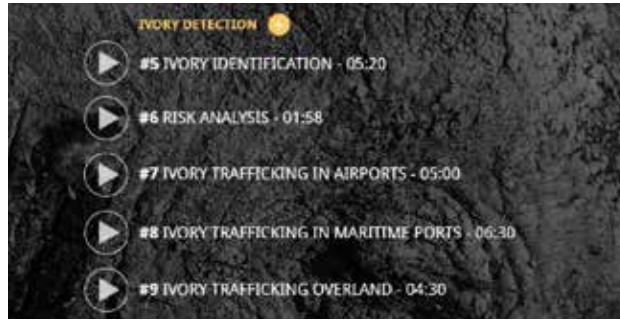 IVORY DETECTION
#5 IVORY IDENTIFICATION - 05:20
#6 RISK ANALYSIS - 01:58
#7 IVORY TRAFFICKING IN AIRPORTS - 05:00
#8 IVORY TRAFFICKING IN MARITIME PORTS - 06:30
#9 IVORY TRAFFICKING OVERLAND - 04:30